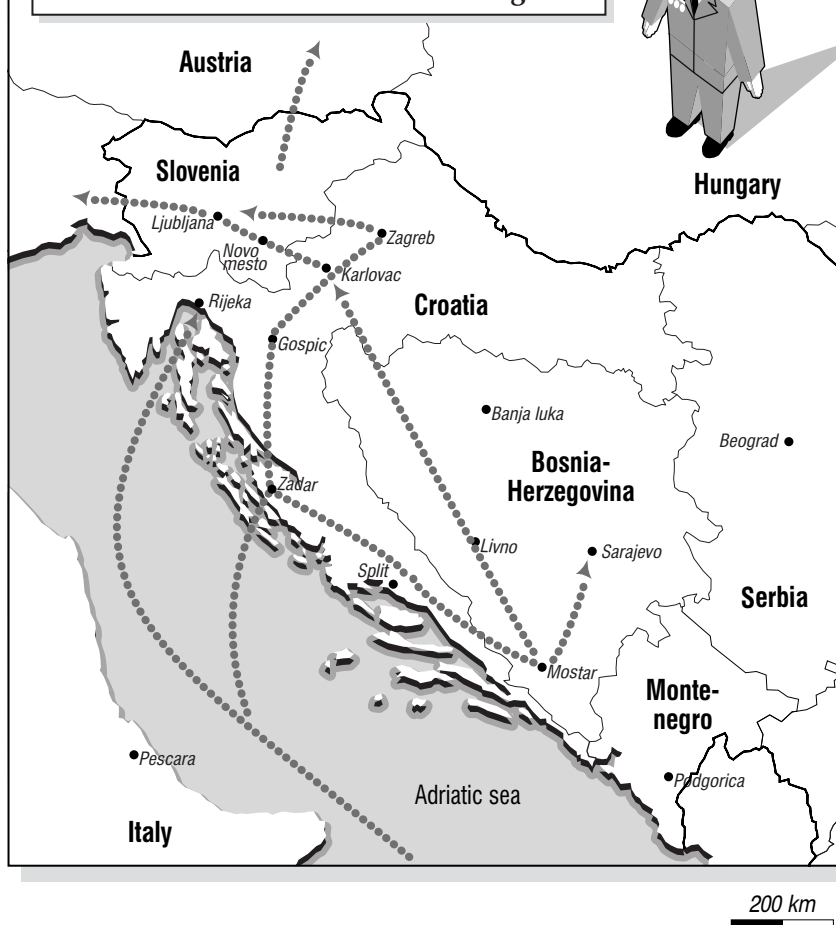 Austria
Slovenia
Hungary
Ljubljana
Zagreb
Novo
mesto
Karlovac
Rijeka
Croatia
Gospic
Banja luka
Beograd
Bosnia-
Herzegovina
Zadar
Livno
Sarajevo
Split
Serbia
Mostar
Monte-
negro
Pescara
Podgorica
Adriatic sea
Italy
200 km